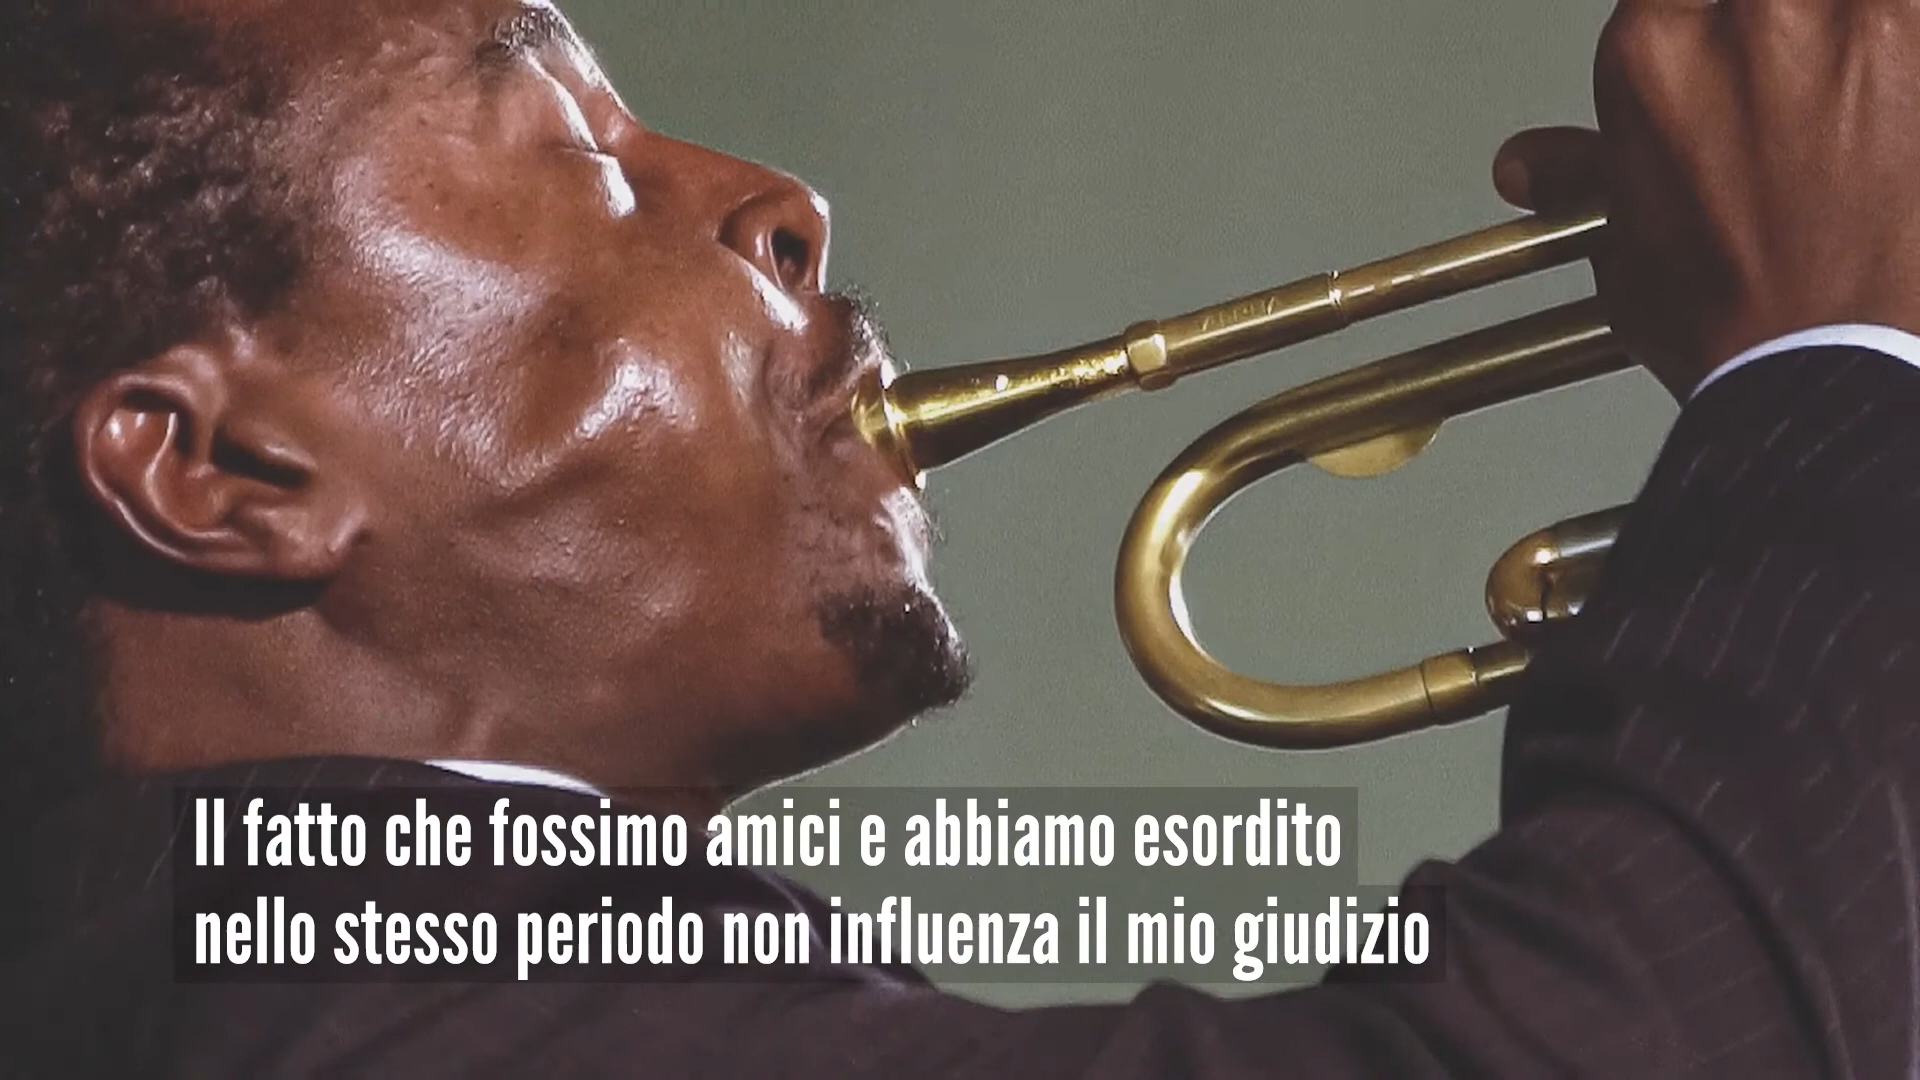 Il fatto che fossimo amici e abbiamo esordito
nello stesso periodo non influenza il mio giudizio